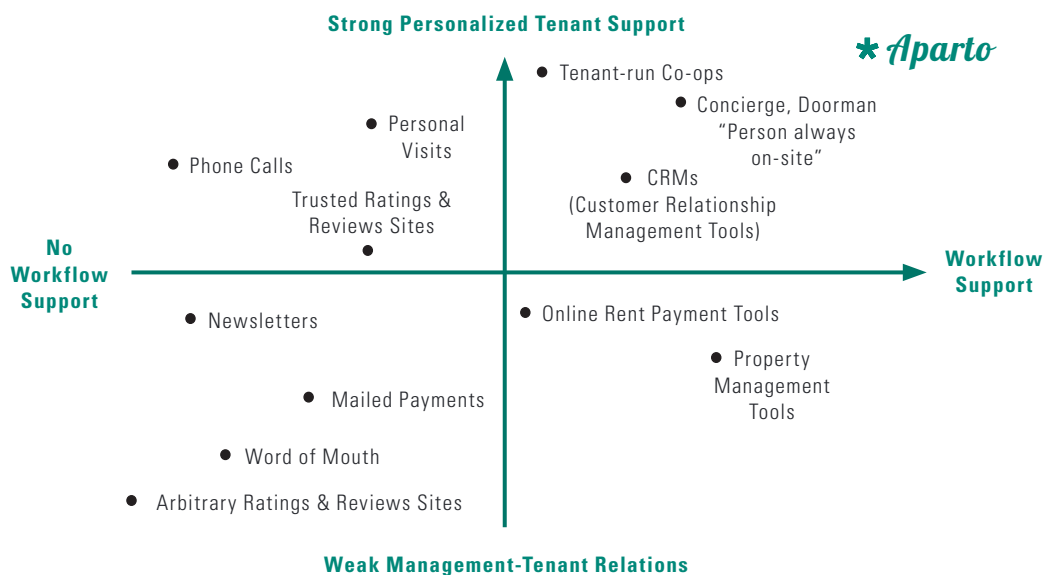 Strong Personalized Tenant Support
* Aparto
Tenant-run Co-ops
Concierge, Doorman
“Person always
on-site”
Personal
Visits
Phone Calls
CRMs
(Customer Relationship
Management Tools)
Trusted Ratings &
Reviews Sites
No
Workflow
Support
Workflow
Support
Newsletters
Online Rent Payment Tools
Property
Management
Tools
Mailed Payments
Word of Mouth
Arbitrary Ratings & Reviews Sites
Weak Management-Tenant Relations